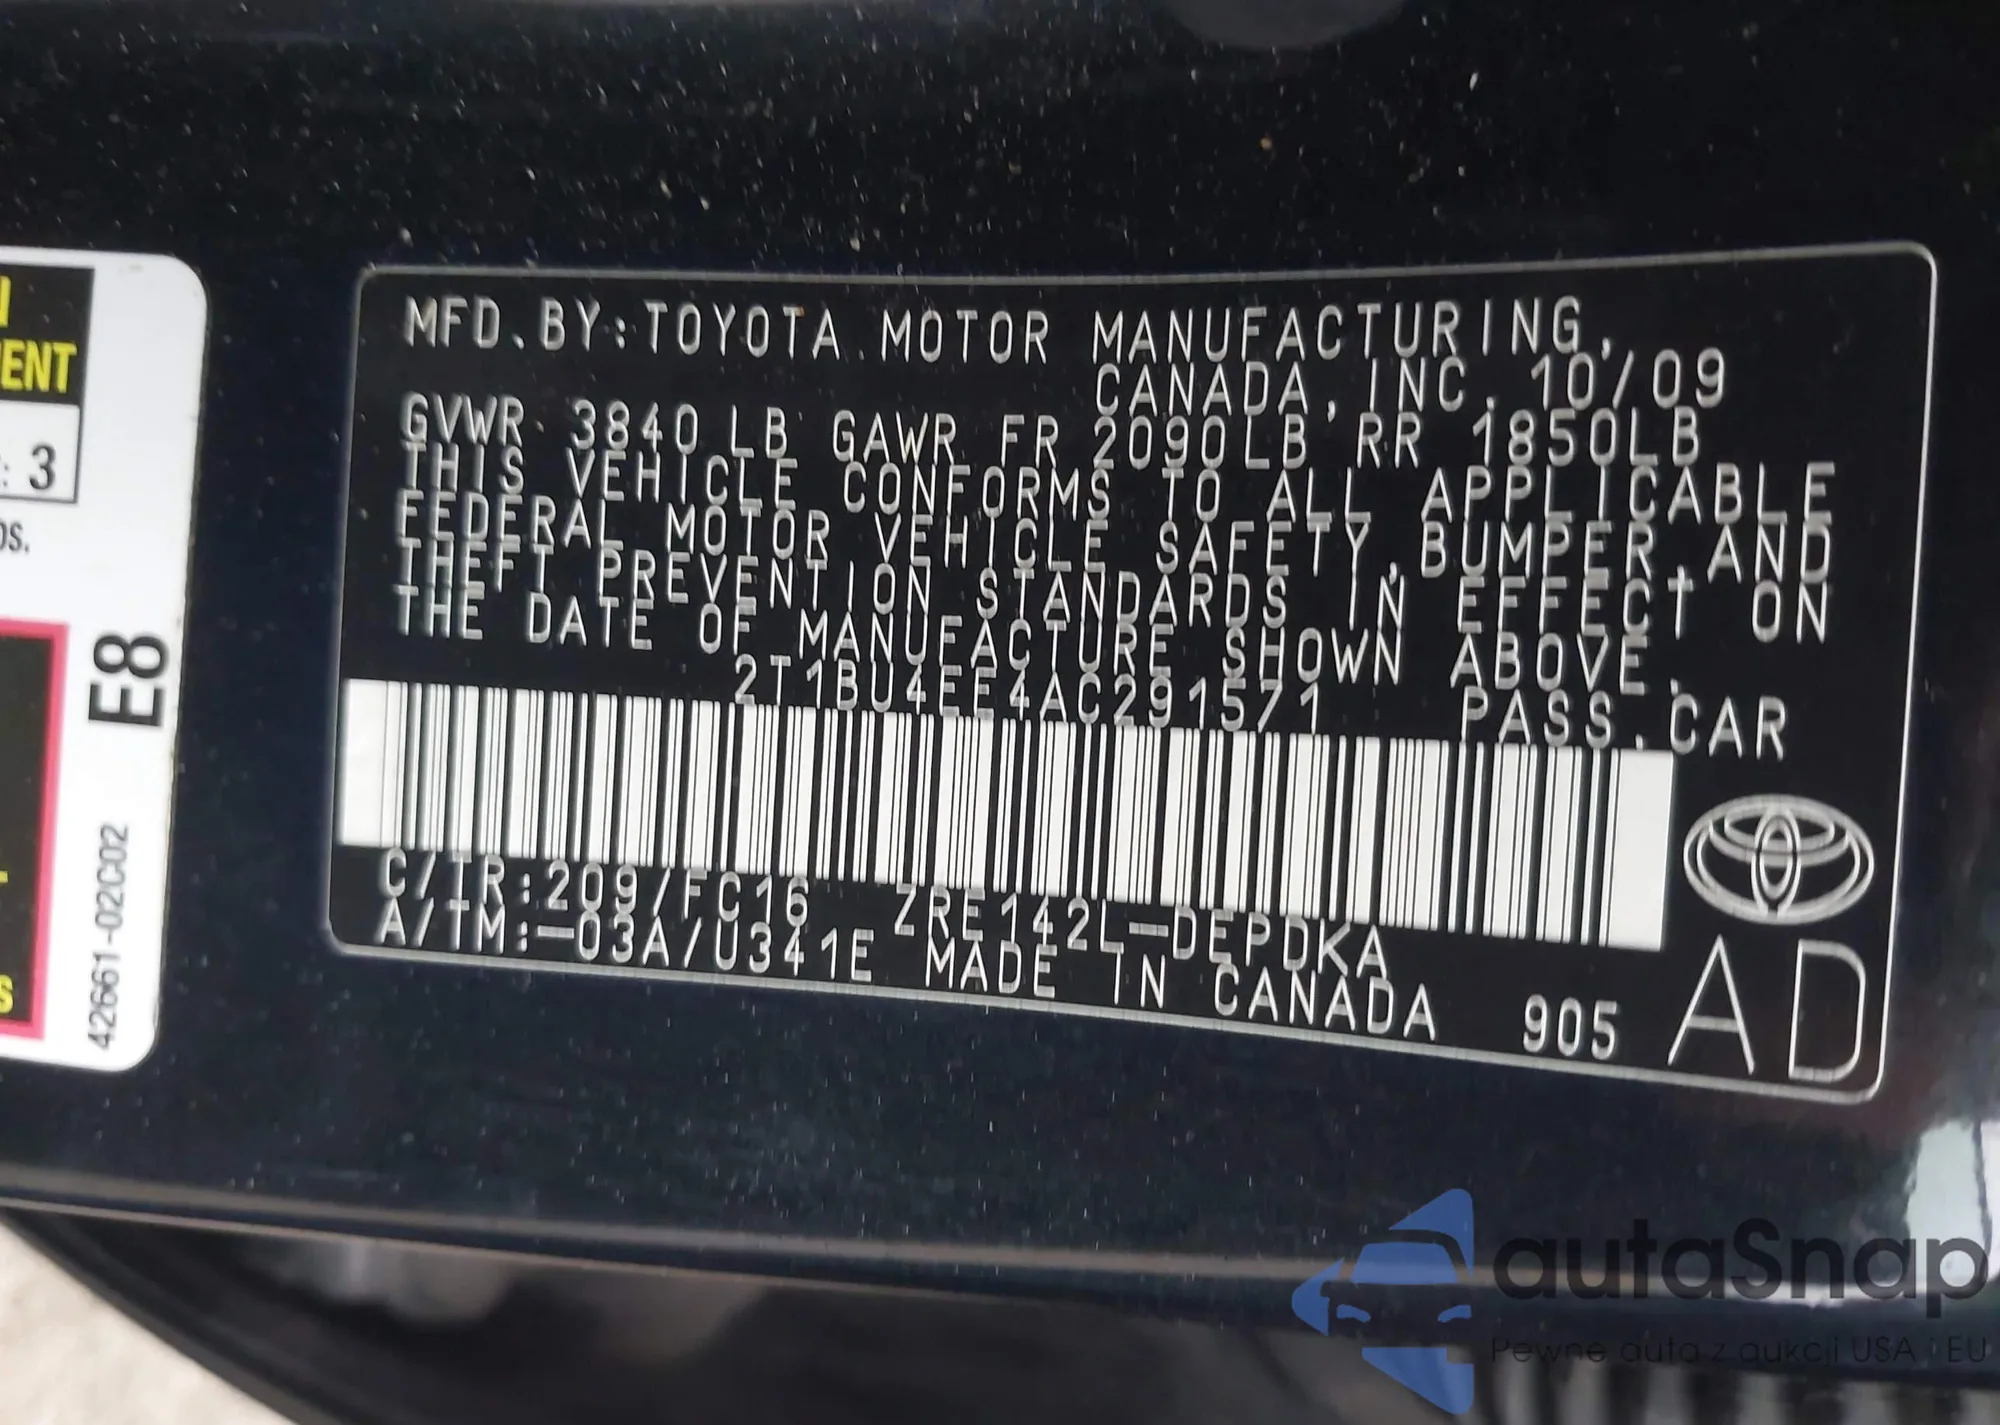 MFD.BY:TOYOTA MOTOR MANUFACTURING,
CANADA,INC. 10/09
GVWR 3840 LB GAWR FR 2090LB RR 1850LB
THIS VEHICLE CONFORMS TO ALL APPLICABLE
FEDERAL MOTOR VEHICLE SAFETY,BUMPER,AND
THEFT PREVENTION STANDARDS IN EFFECT ON
THE DATE OF MANUFACTURE SHOWN ABOVE.
2T1BU4EE4AC291571 PASS.CAR
C/TR:209/FC16 ZRE142L-DEPDKA
A/TM:-03A/U341E MADE IN CANADA 905
AD
ENT
: 3
E8
42661-02C02
autaSnap
Pewne auta z aukcji USA i EU